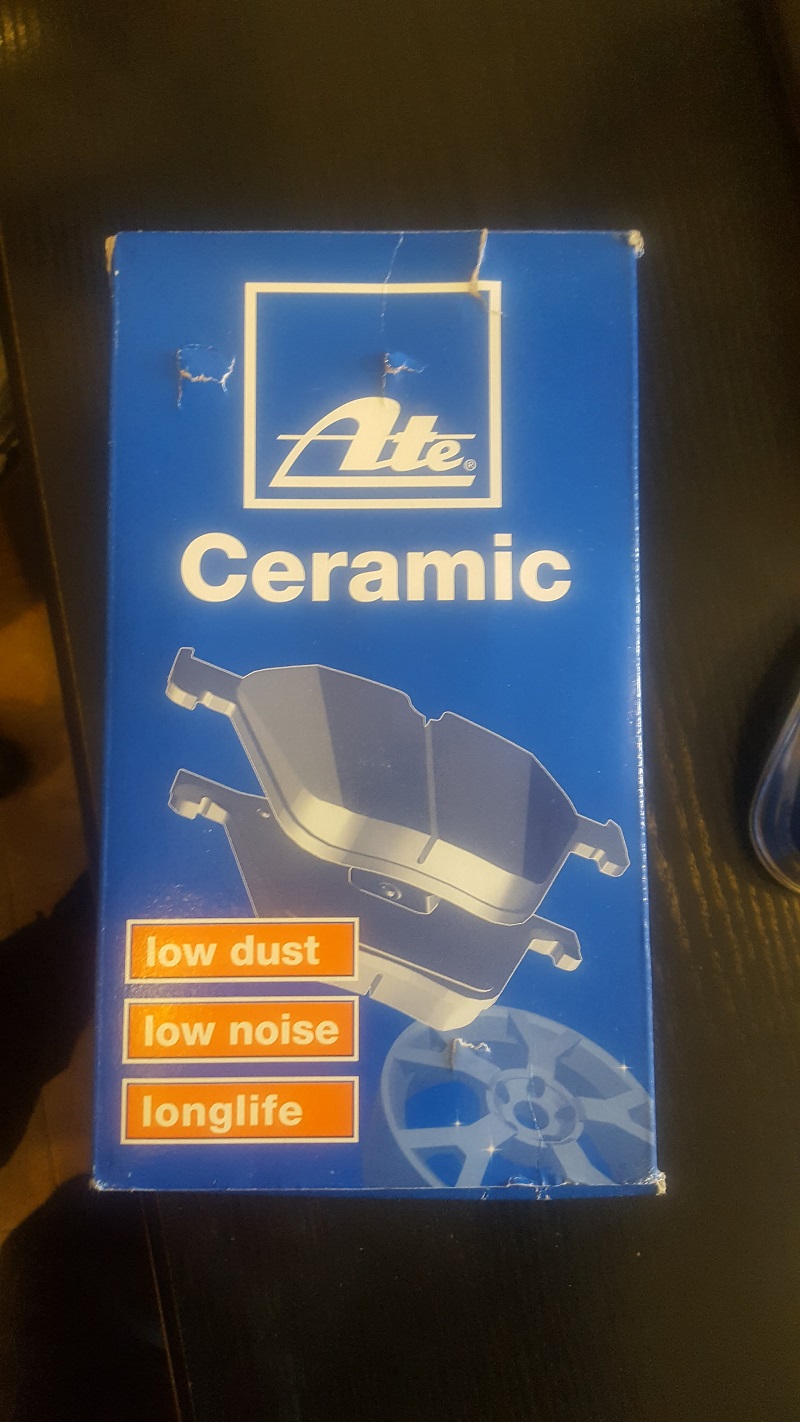 Ate®
Ceramic
low dust
low noise
longlife